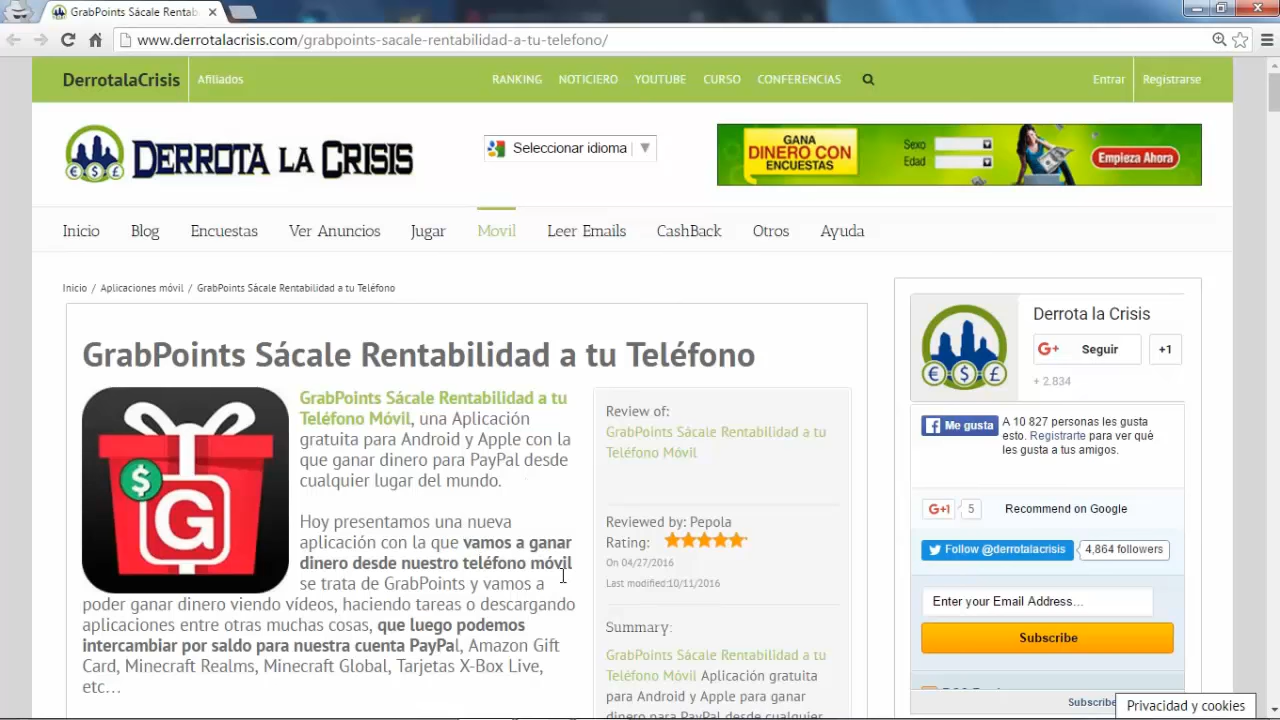 GrabPoints Sácale Rentab
www.derrotalacrisis.com/grabpoints-sacale-rentabilidad-a-tu-telefono/
DerrotalaCrisis
Afiliados
RANKING NOTICIERO YOUTUBE CURSO CONFERENCIAS
Entrar
Registrarse
DERROTA LA CRISIS
Seleccionar idioma
GANA
DINERO CON
ENCUESTAS
Sexo
Edad
Empieza Ahora
Inicio Blog Encuestas Ver Anuncios Jugar Movil Leer Emails CashBack Otros Ayuda
Inicio / Aplicaciones móvil / GrabPoints Sácale Rentabilidad a tu Teléfono
GrabPoints Sácale Rentabilidad a tu Teléfono
$
G
GrabPoints Sácale Rentabilidad a tu
Teléfono Móvil, una Aplicación
gratuita para Android y Apple con la
que ganar dinero para PayPal desde
cualquier lugar del mundo.
Hoy presentamos una nueva
aplicación con la que vamos a ganar
dinero desde nuestro teléfono móvil
se trata de GrabPoints y vamos a
poder ganar dinero viendo vídeos, haciendo tareas o descargando
aplicaciones entre otras muchas cosas, que luego podemos
intercambiar por saldo para nuestra cuenta PayPal, Amazon Gift
Card, Minecraft Realms, Minecraft Global, Tarjetas X-Box Live,
etc...
Review of:
GrabPoints Sácale Rentabilidad a tu
Teléfono Móvil
Reviewed by: Pepola
Rating:
On 04/27/2016
Last modified:10/11/2016
Summary:
GrabPoints Sácale Rentabilidad a tu
Teléfono Móvil Aplicación gratuita
para Android y Apple para ganar
dinero para PayPal desde cualquier
€ $ £
Derrota la Crisis
G+ Seguir +1
+ 2.834
Me gusta
A 10 827 personas les gusta
esto. Registrarte para ver qué
les gusta a tus amigos.
G+1 5 Recommend on Google
Follow @derrotalacrisis 4,864 followers
Enter your Email Address...
Subscribe
Subscribe
Privacidad y cookies